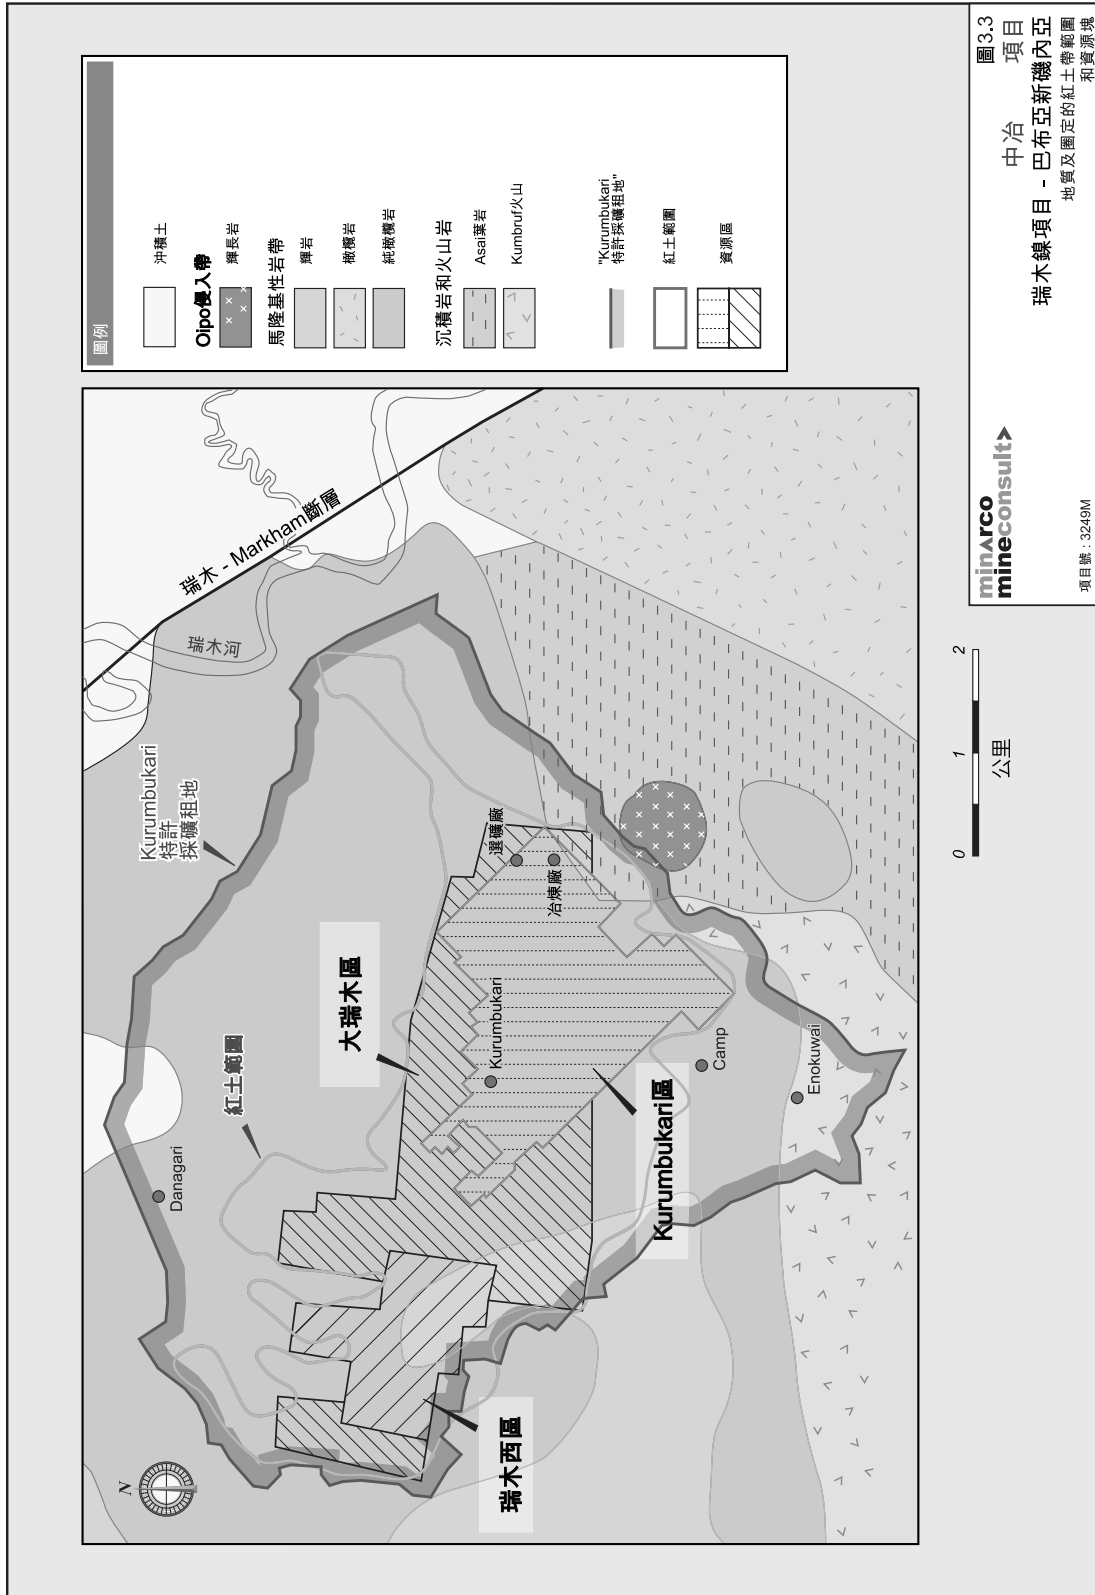 圖3.3
中冶 項目
瑞木鎳項目 - 巴布亞新磯內亞
地質及圈定的紅土帶範圍
和資源塊
minarco
mineconsult
項目號：3249M
圖例
沖積土
Oipo侵入帶
輝長岩
馬隆基性岩帶
輝岩
橄欖岩
純橄欖岩
沉積岩和火山岩
Asai葉岩
Kumbruf火山
"Kurumbukari
特許採礦租地"
紅土範圍
資源區
瑞木 - Markham斷層
瑞木河
Kurumbukari
特許
採礦租地
選礦廠
冶煉廠
大瑞木區
Kurumbukari
紅土範圍
Camp
Enokuwai
Kurumbukari區
Danagari
瑞木西區
N
0 1 2
公里